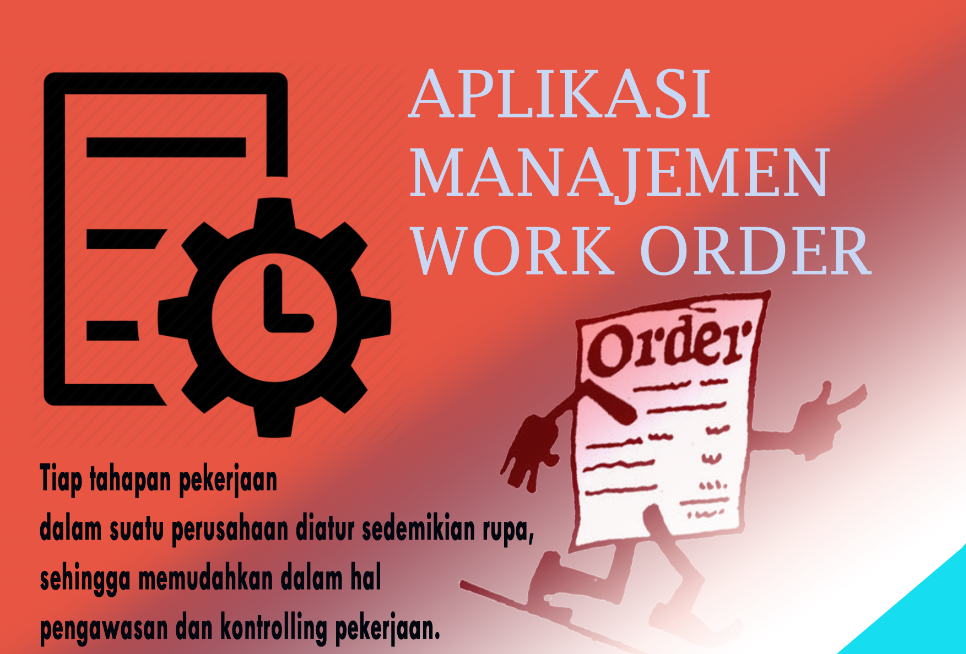 APLIKASI
MANAJEMEN
WORK ORDER
Order
Tiap tahapan pekerjaan
dalam suatu perusahaan diatur sedemikian rupa,
sehingga memudahkan dalam hal
pengawasan dan kontrolling pekerjaan.